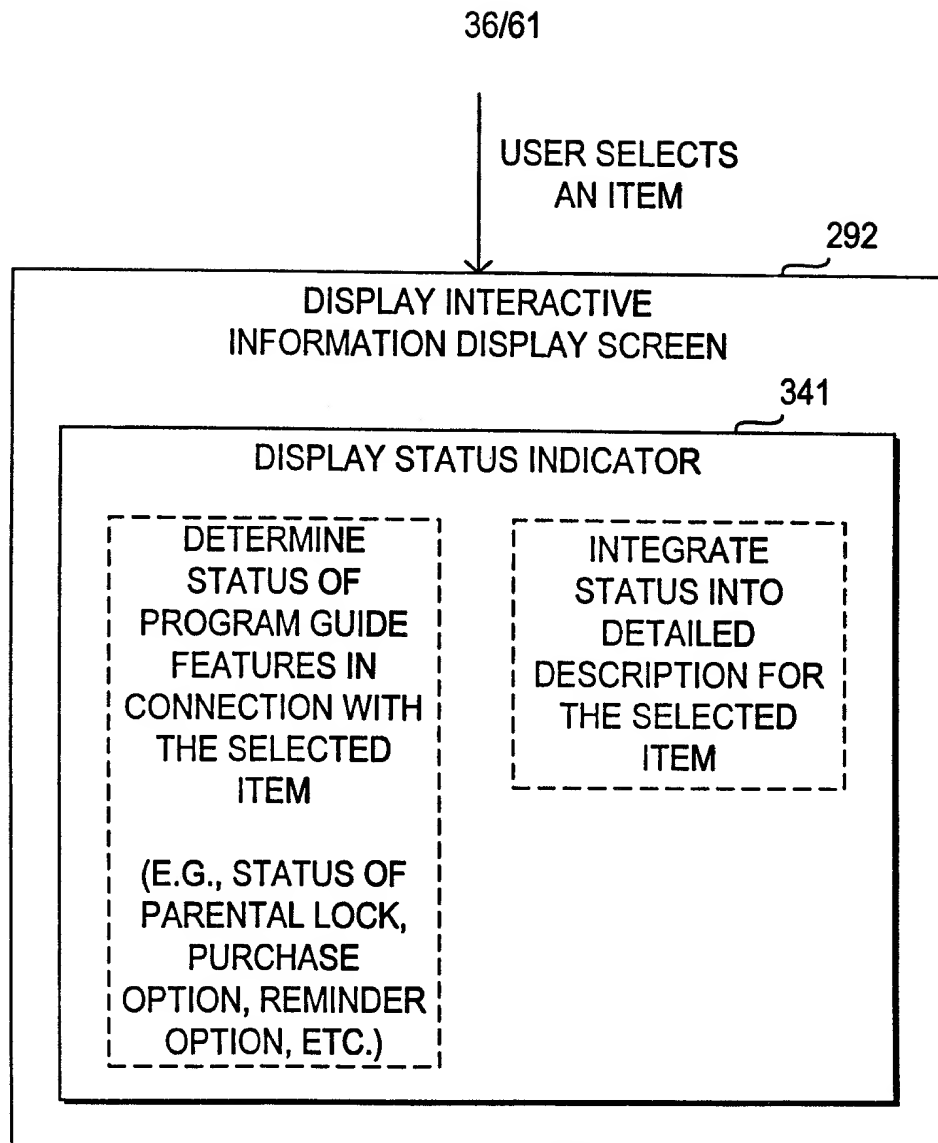 36/61
USER SELECTS
AN ITEM
292
DISPLAY INTERACTIVE
INFORMATION DISPLAY SCREEN
341
DISPLAY STATUS INDICATOR
DETERMINE
STATUS OF
PROGRAM GUIDE
FEATURES IN
CONNECTION WITH
THE SELECTED
ITEM
(E.G., STATUS OF
PARENTAL LOCK,
PURCHASE
OPTION, REMINDER
OPTION, ETC.)
INTEGRATE
STATUS INTO
DETAILED
DESCRIPTION FOR
THE SELECTED
ITEM